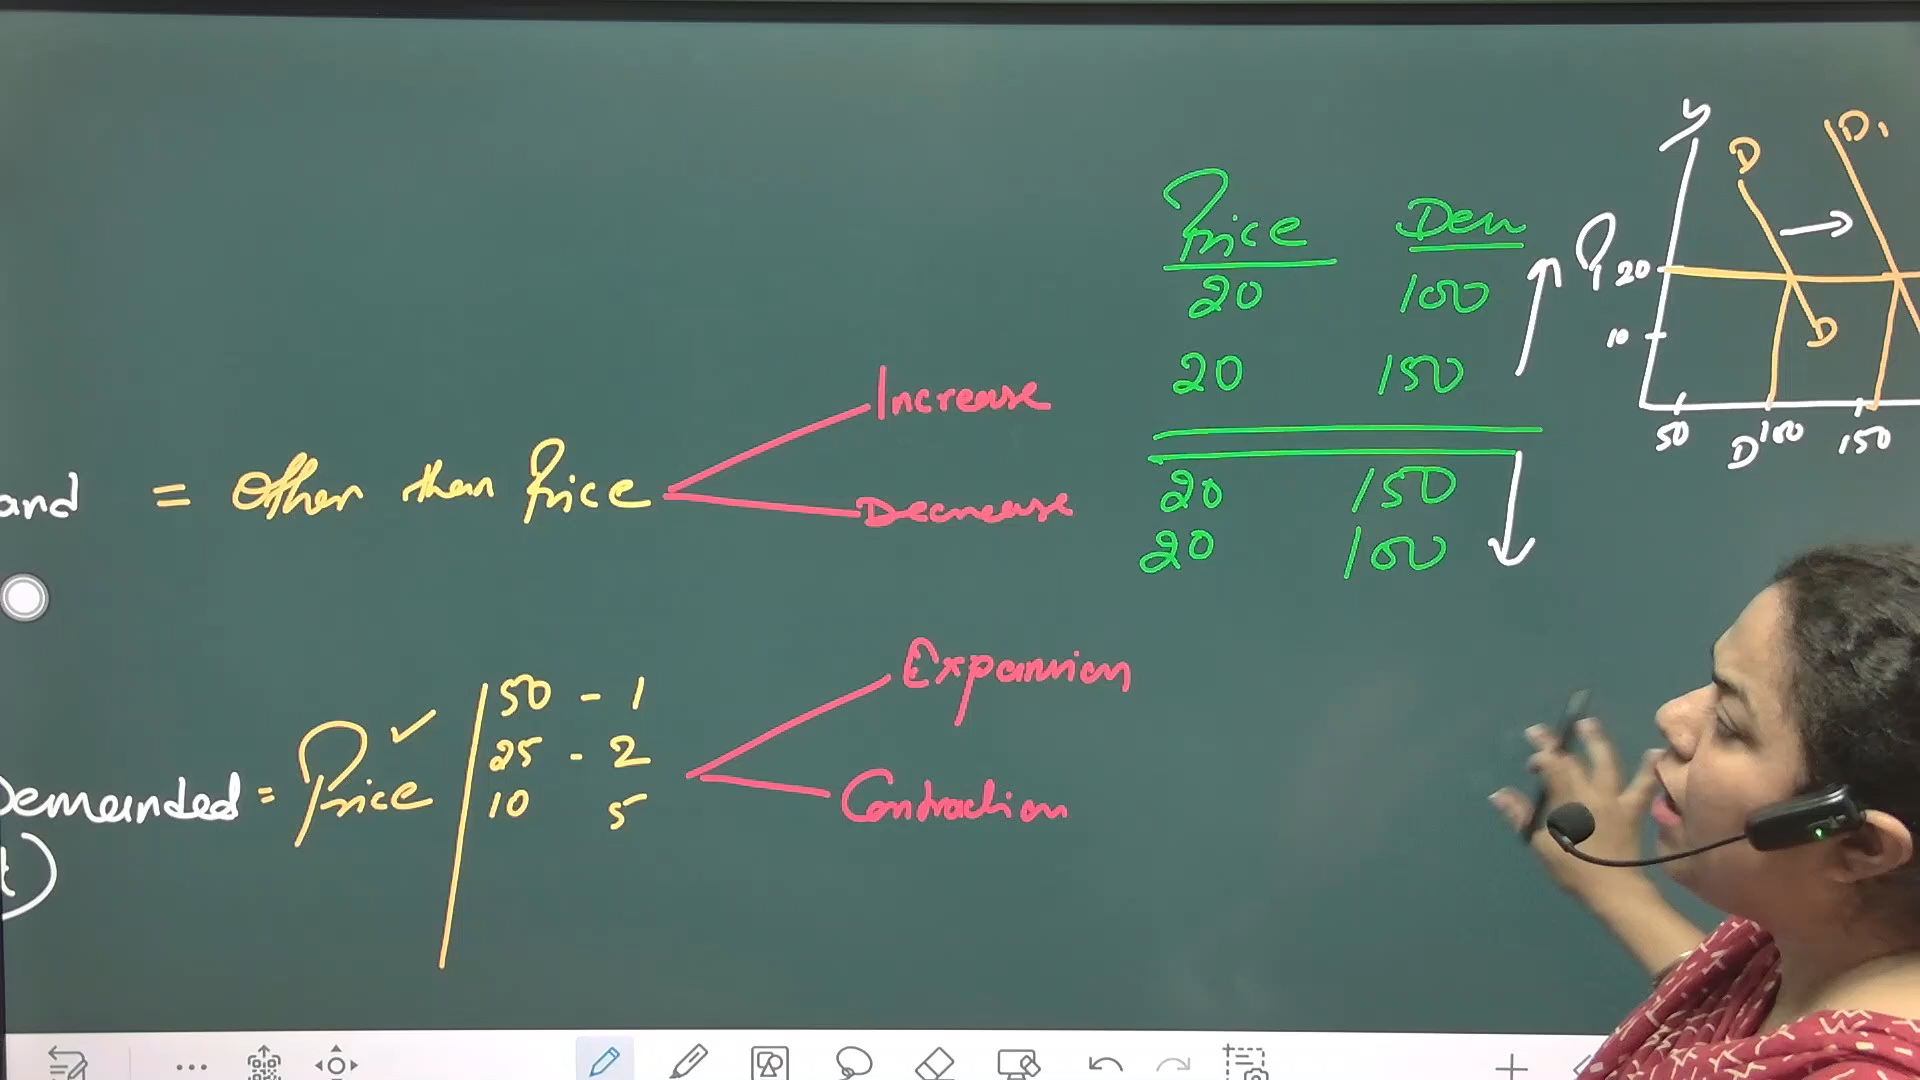 and = Other than Price
Increase
Decrease
Demanded = Price ✓
50 - 1
25 - 2
10 5
t)
Expansion
Contraction
Price Dem
20 100
20 150
20 150
20 100
y
P
D D1
20
10
D
50 100 150
D